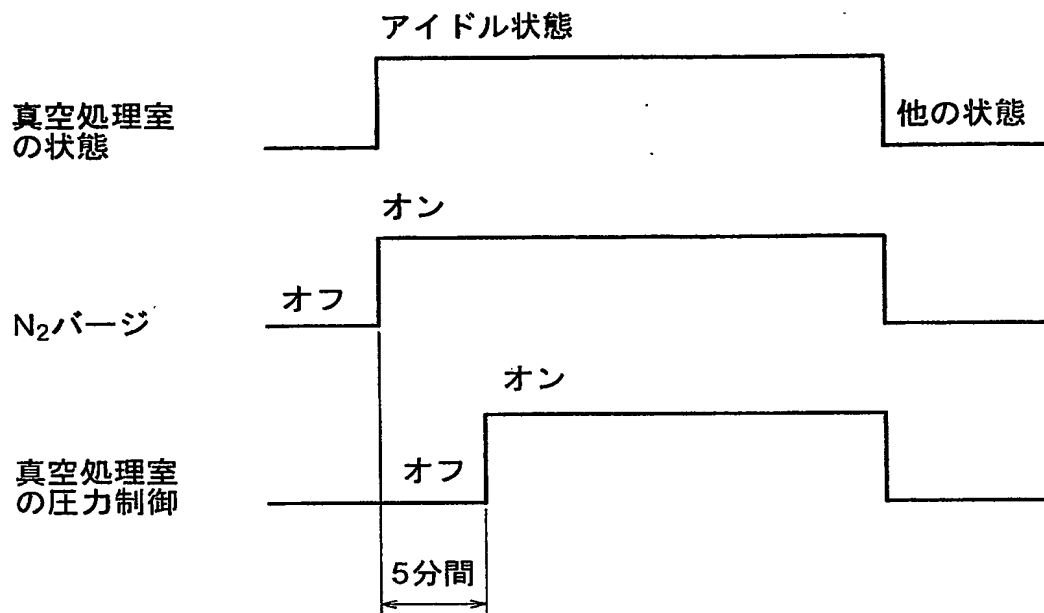 アイドル状態
真空処理室
の状態
他の状態
オン
オフ
N₂バージ
オン
真空処理室
の圧力制御
オフ
5分間